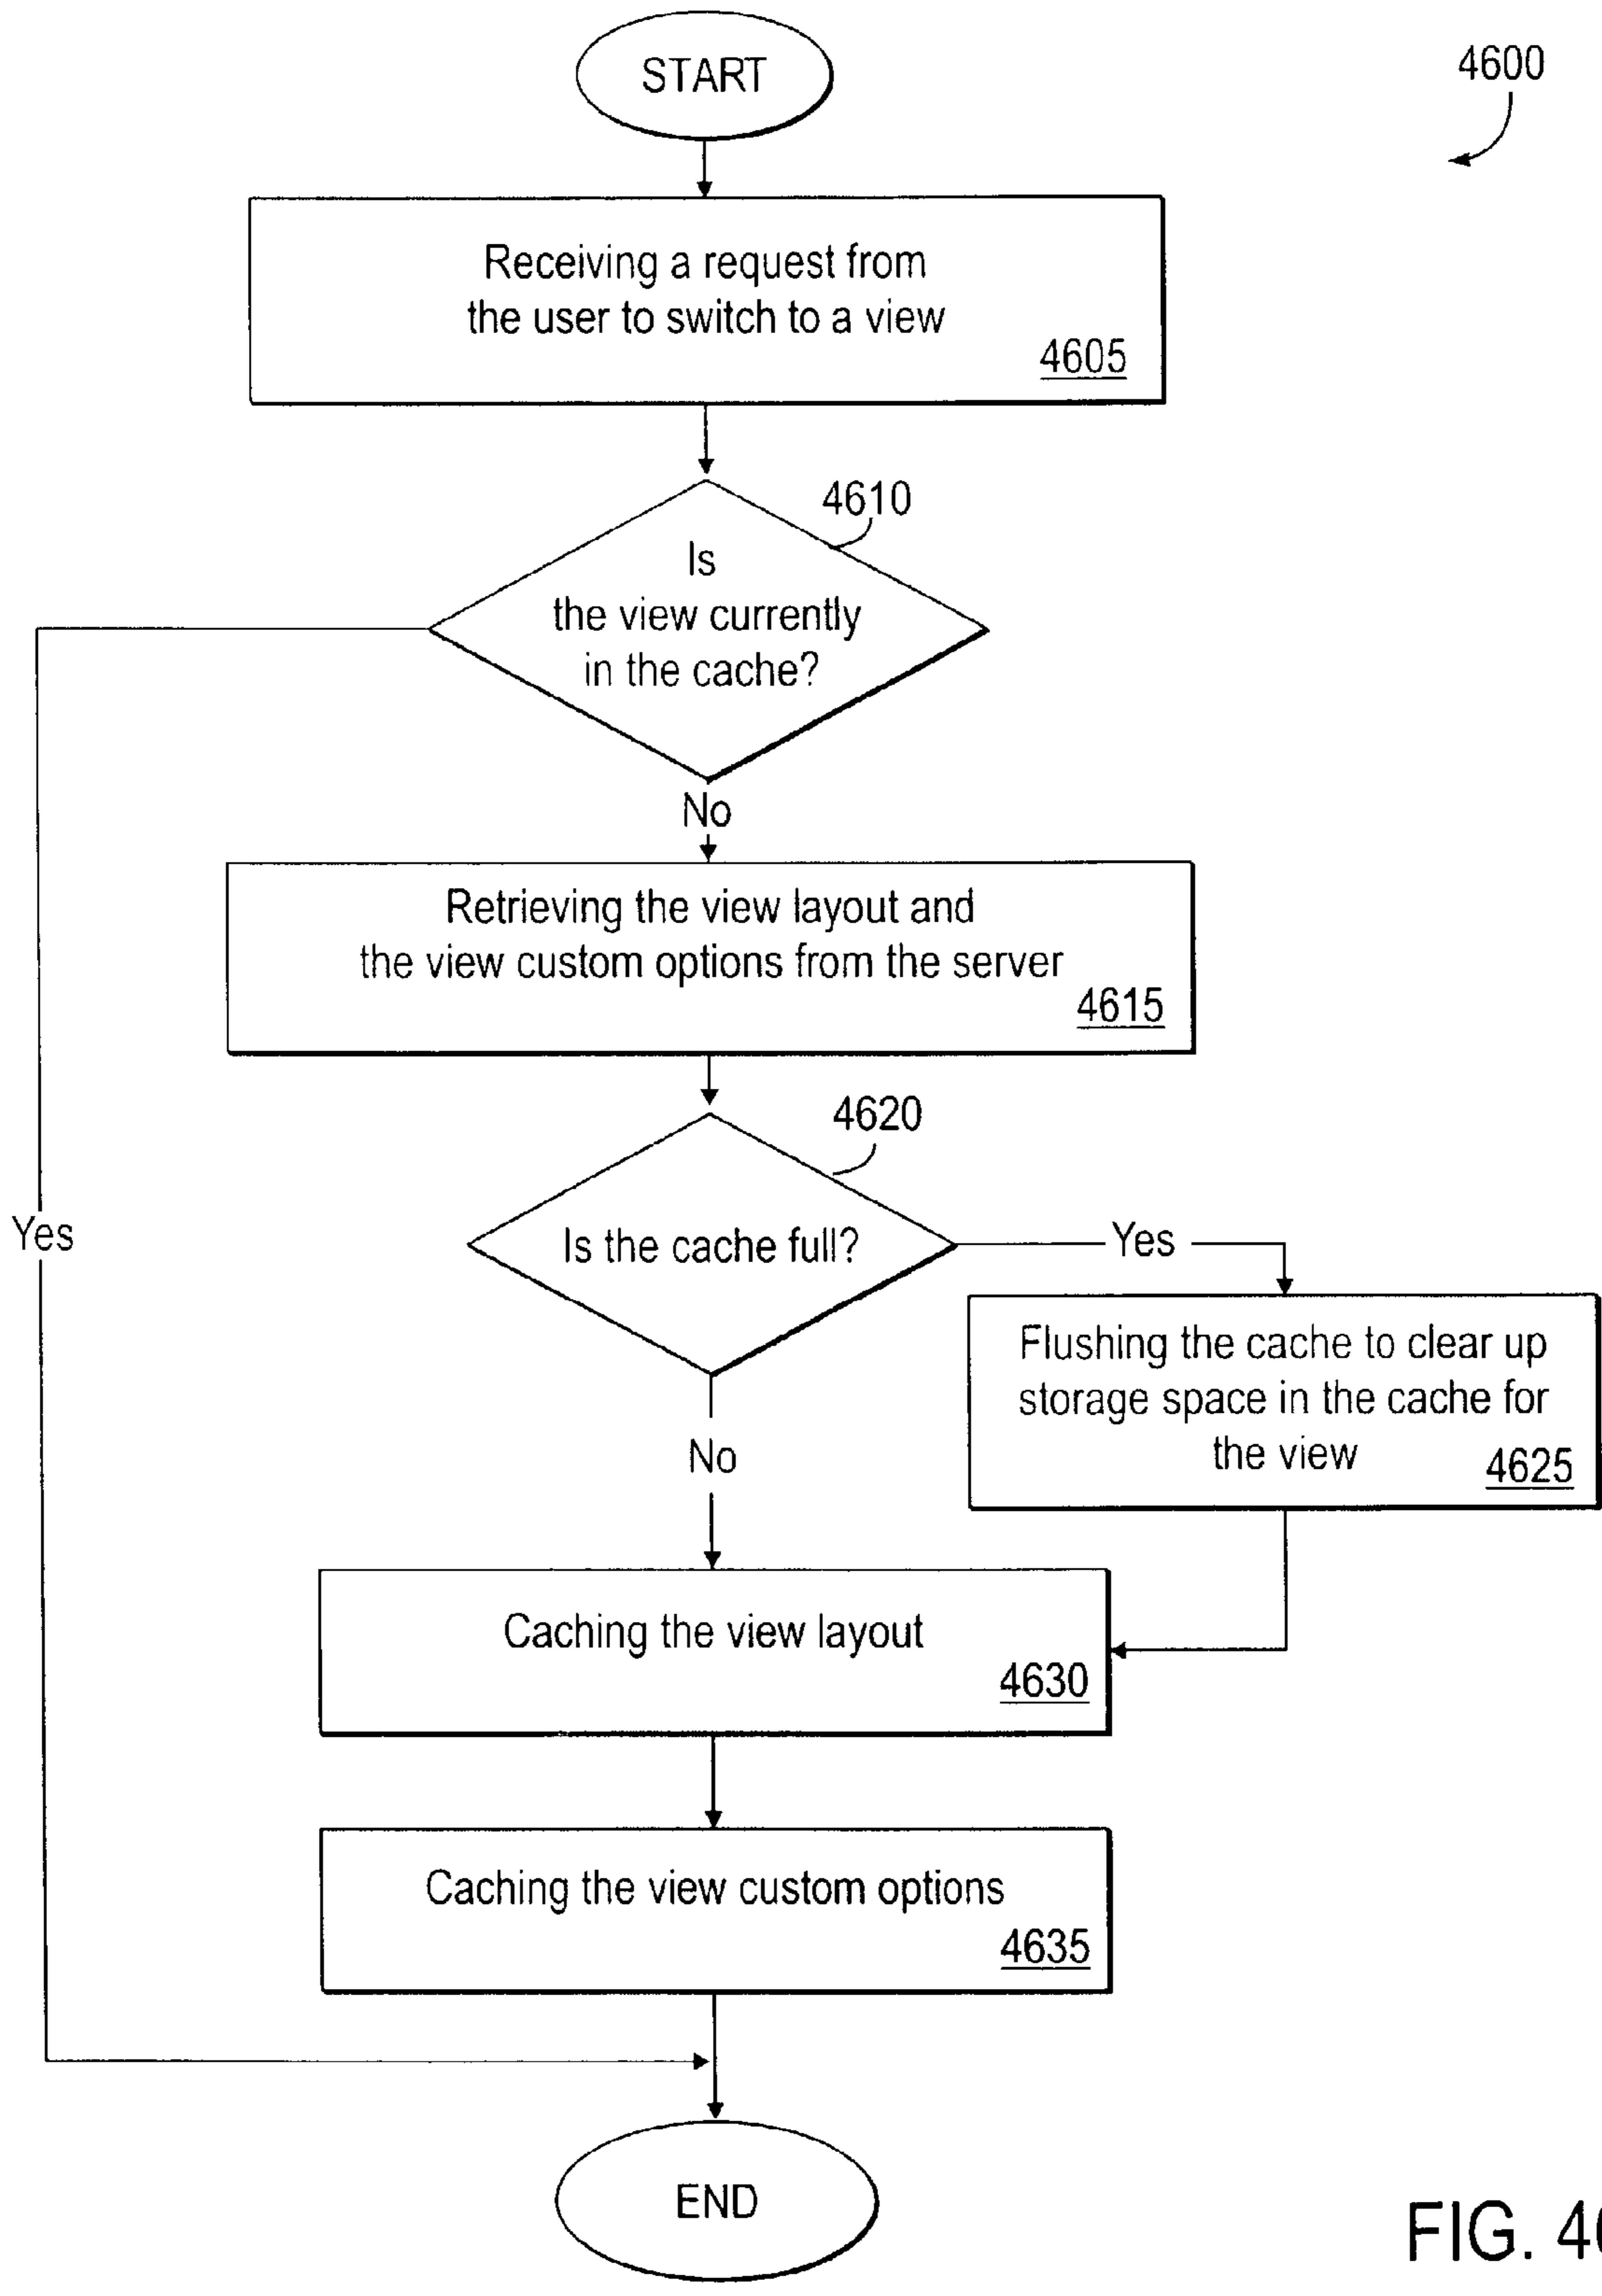 START
4600
Receiving a request from
the user to switch to a view
4605
4610
Is
the view currently
in the cache?
No
Retrieving the view layout and
the view custom options from the server
4615
4620
Yes
Is the cache full?
Yes
Flushing the cache to clear up
storage space in the cache for
the view
4625
No
Caching the view layout
4630
Caching the view custom options
4635
END
FIG. 46